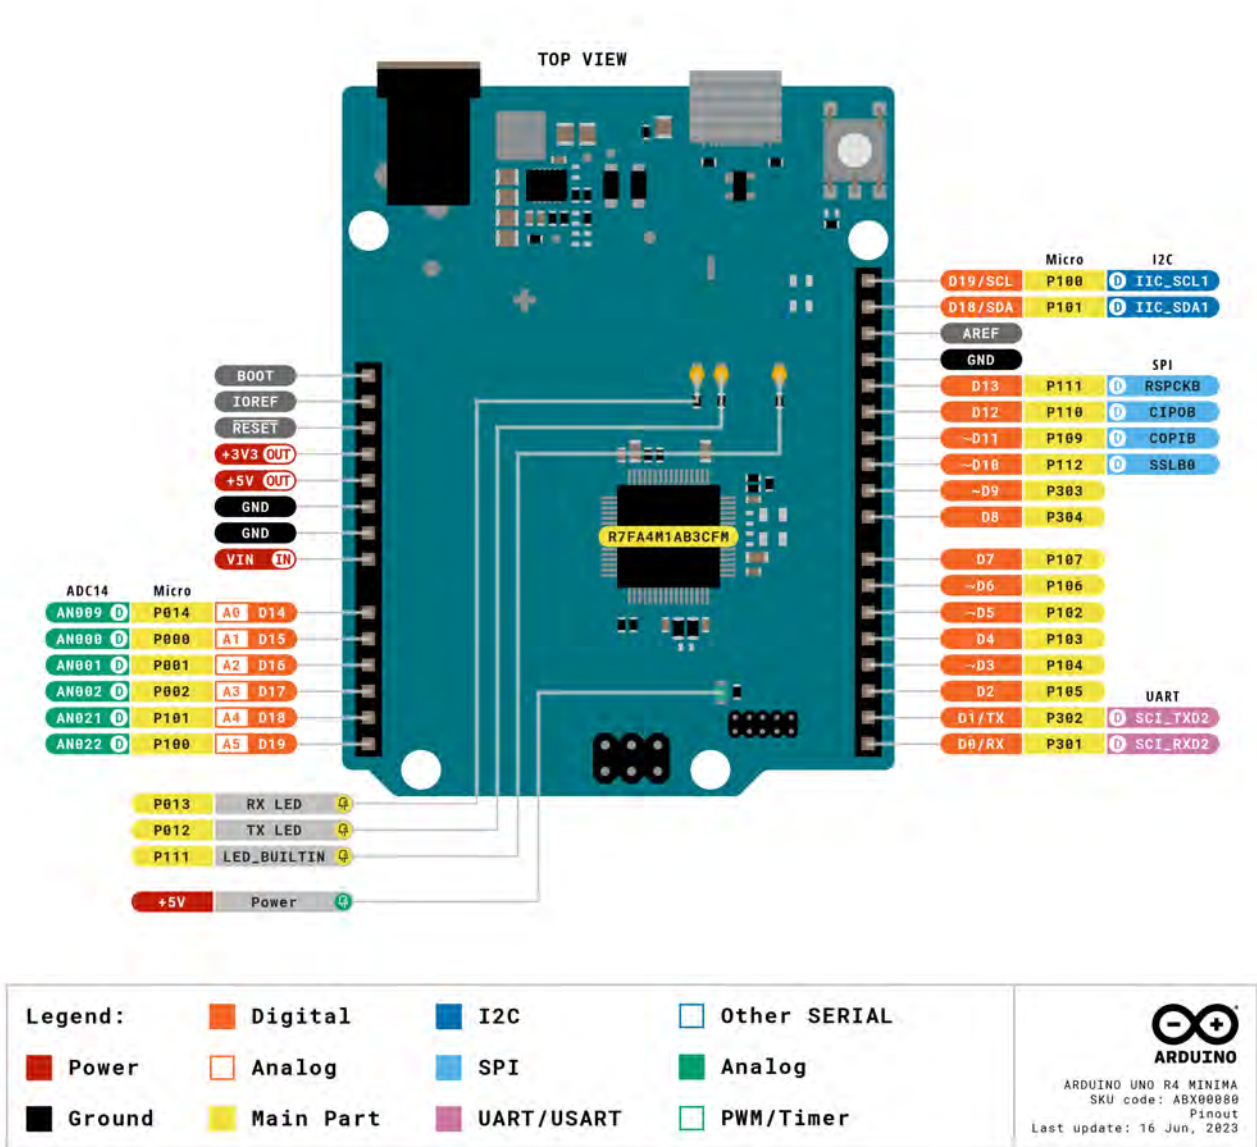 TOP VIEW
Micro I2C
D19/SCL P100 D IIC_SCL1
D18/SDA P101 D IIC_SDA1
AREF
GND
SPI
D13 P111 D RSPCKB
D12 P110 D CIPOB
~D11 P109 D COPIB
~D10 P112 D SSLB0
~D9 P303
D8 P304
D7 P107
~D6 P106
~D5 P102
D4 P103
~D3 P104
D2 P105
UART
D1/TX P302 D SCI_TXD2
D0/RX P301 D SCI_RXD2
BOOT
IOREF
RESET
+3V3 OUT
+5V OUT
GND
GND
VIN IN
R7FA4M1AB3CFM
ADC14 Micro
AN009 D P014 A0 D14
AN000 D P000 A1 D15
AN001 D P001 A2 D16
AN002 D P002 A3 D17
AN021 D P101 A4 D18
AN022 D P100 A5 D19
P013 RX LED
P012 TX LED
P111 LED_BUILTIN
+5V Power
Legend:
Power
Ground
Digital
Analog
Main Part
I2C
SPI
UART/USART
Other SERIAL
Analog
PWM/Timer
ARDUINO
ARDUINO UNO R4 MINIMA
SKU code: ABX00080
Pinout
Last update: 16 Jun, 2023